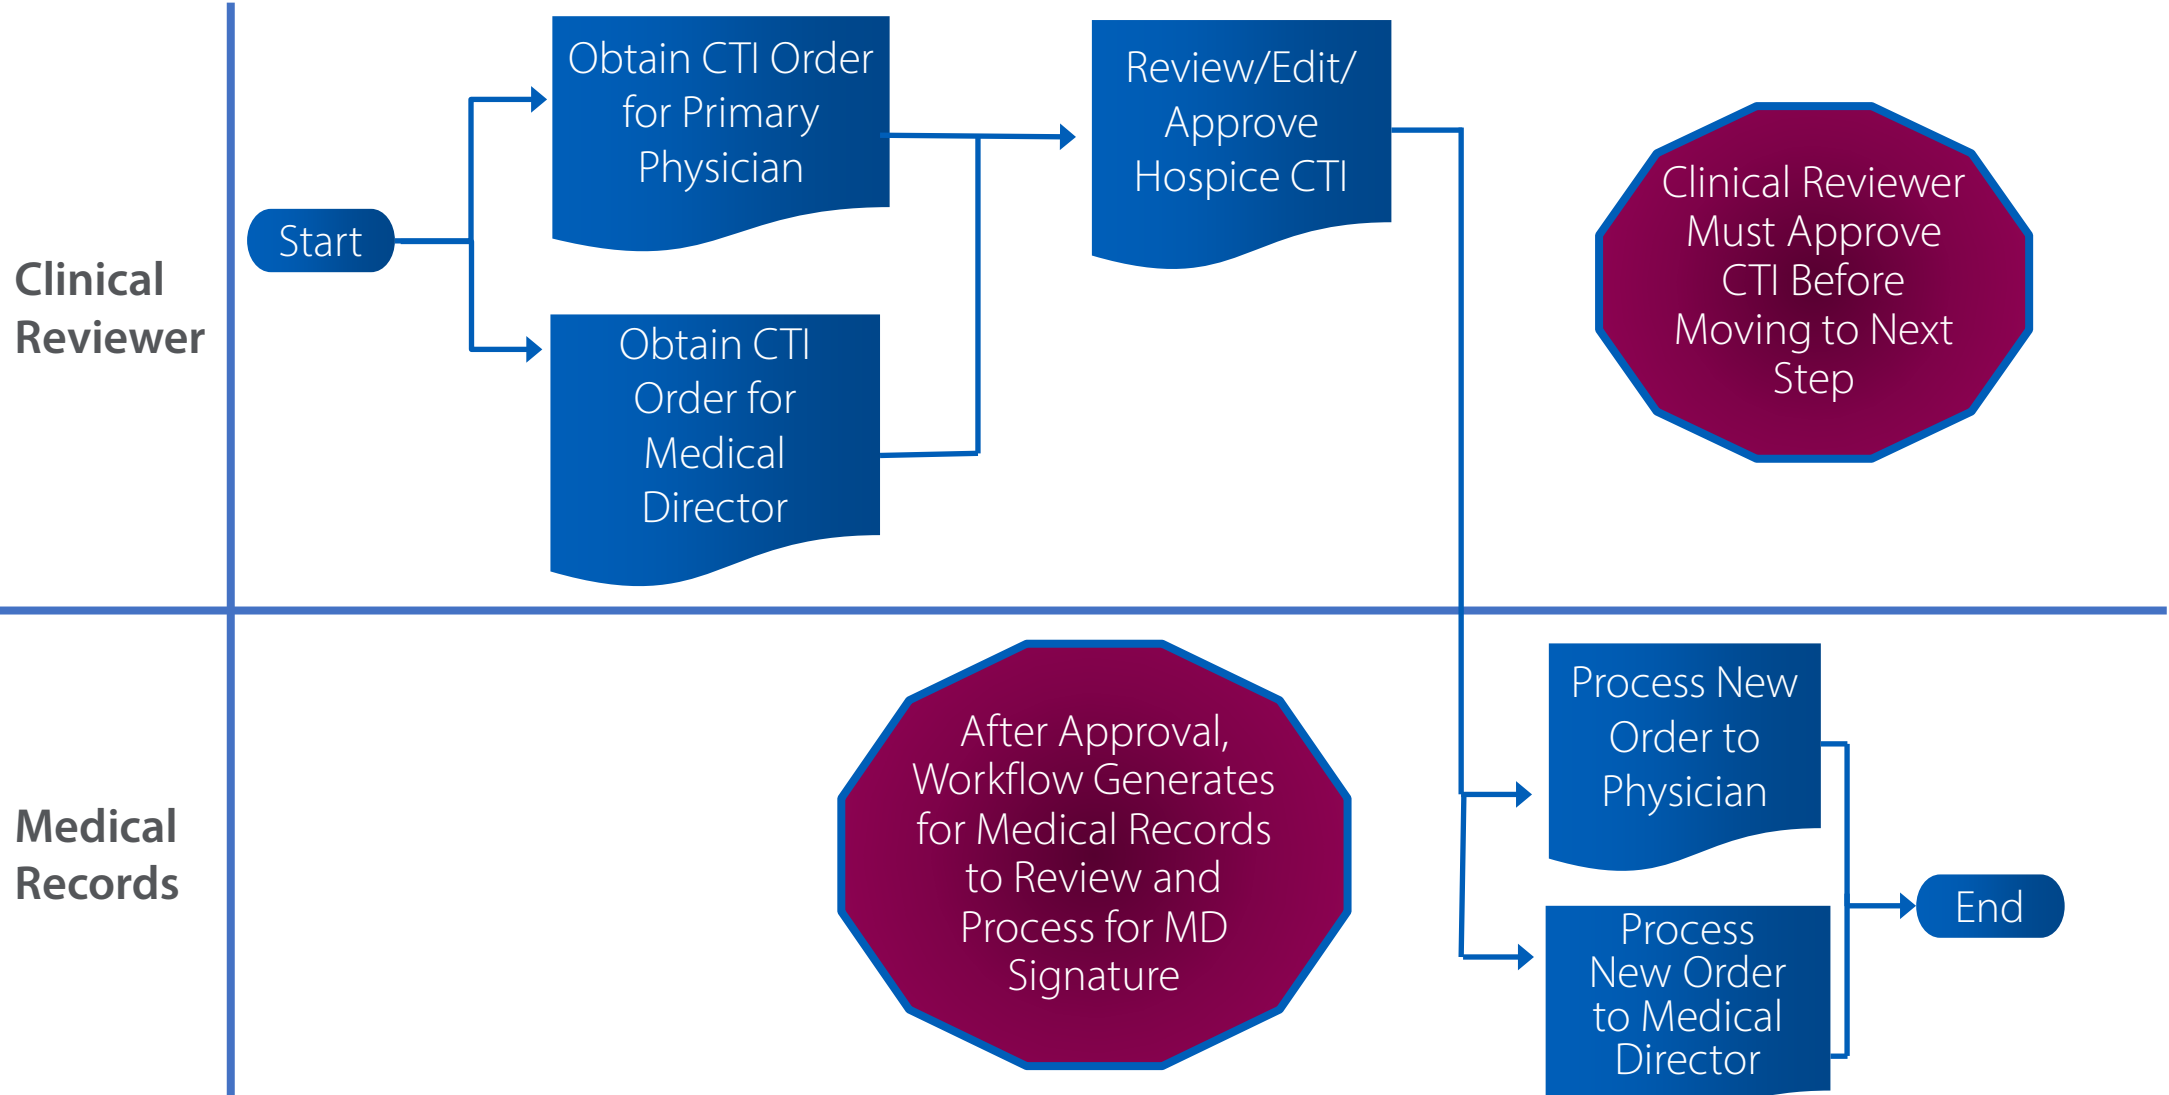 Clinical
Reviewer
Start
Obtain CTI Order
for Primary
Physician
Obtain CTI
Order for
Medical
Director
Review/Edit/
Approve
Hospice CTI
Clinical Reviewer
Must Approve
CTI Before
Moving to Next
Step
Medical
Records
After Approval,
Workflow Generates
for Medical Records
to Review and
Process for MD
Signature
Process New
Order to
Physician
Process
New Order
to Medical
Director
End